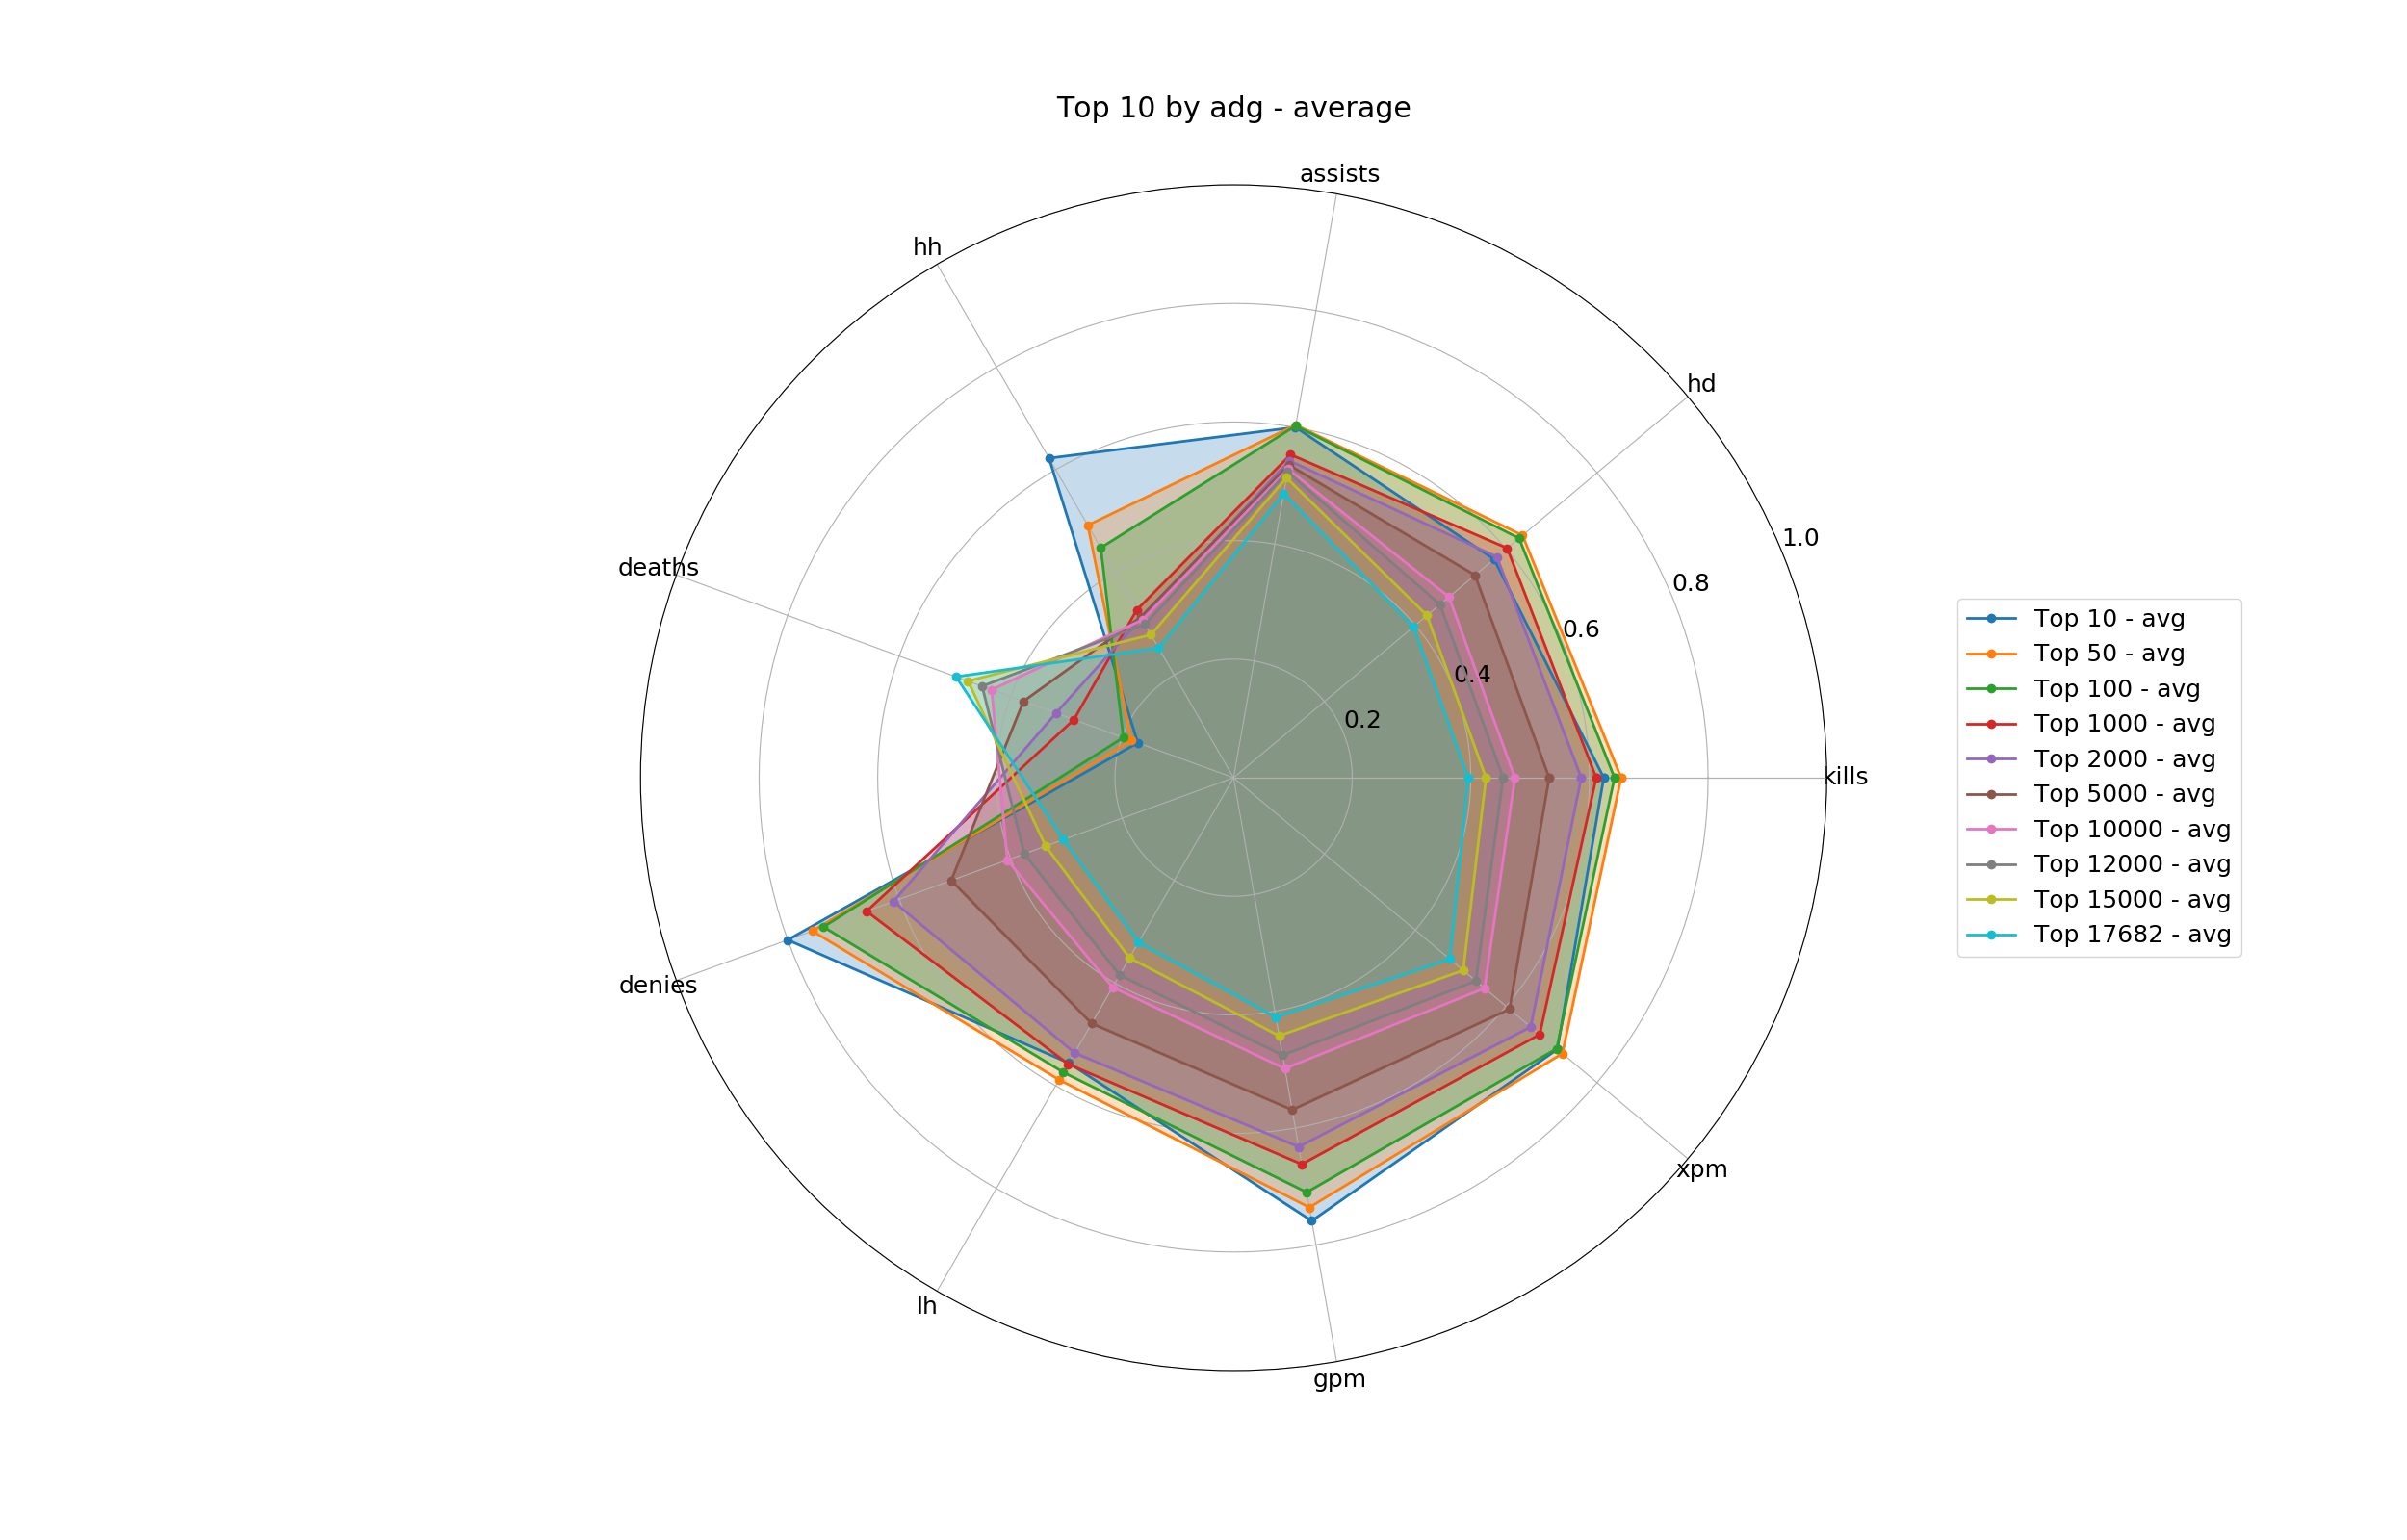 Top 10 by adg - average
assists
hh
hd
deaths
1.0
0.8
0.6
0.4
0.2
kills
denies
xpm
lh
gpm
Top 10 - avg
Top 50 - avg
Top 100 - avg
Top 1000 - avg
Top 2000 - avg
Top 5000 - avg
Top 10000 - avg
Top 12000 - avg
Top 15000 - avg
Top 17682 - avg